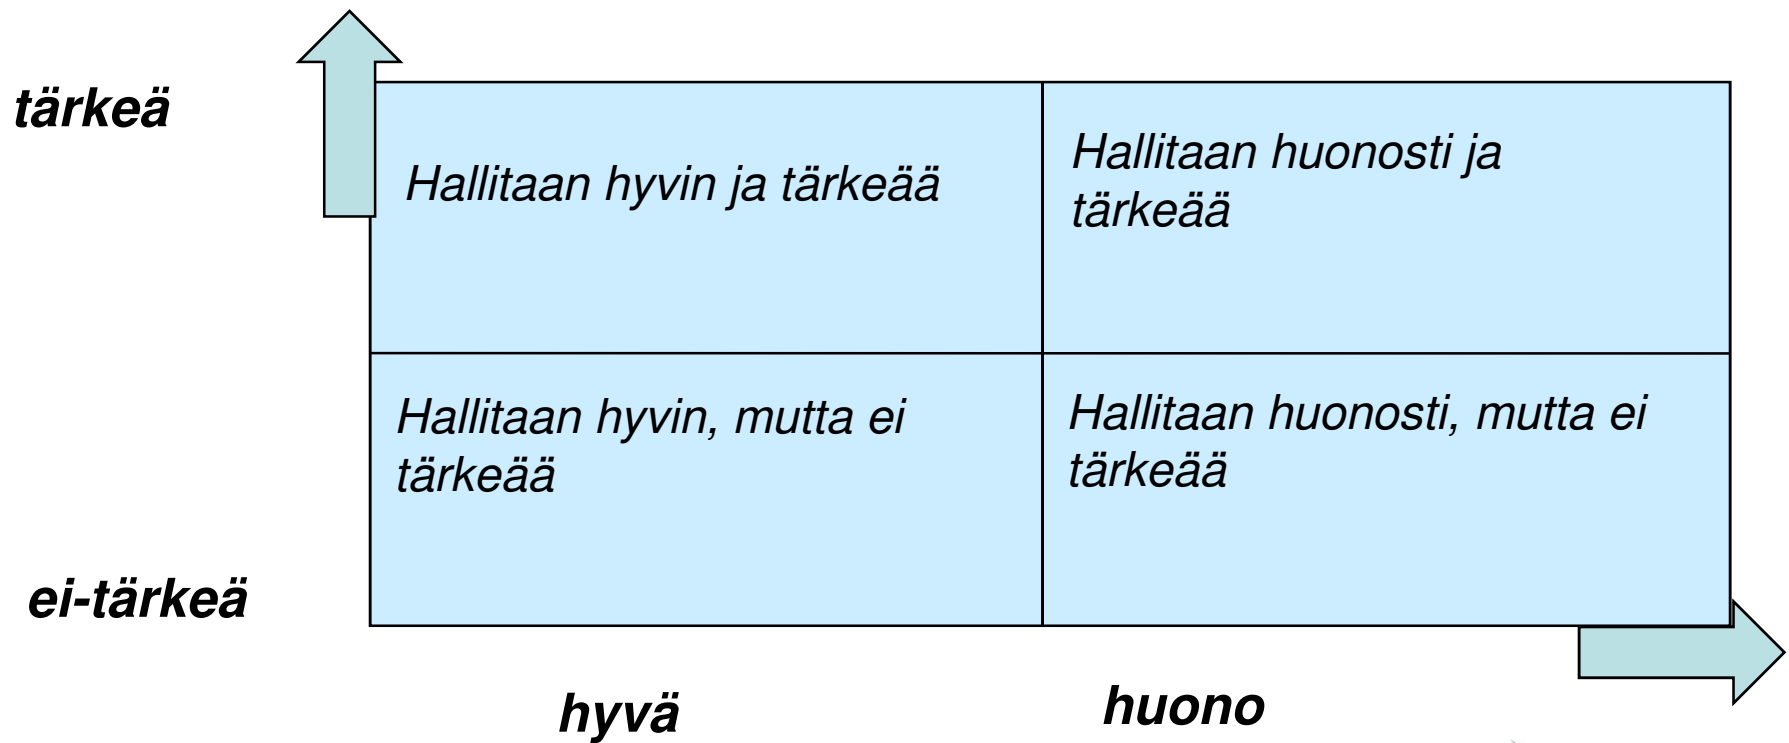 tärkeä
Hallitaan hyvin ja tärkeää
Hallitaan huonosti ja
tärkeää
Hallitaan hyvin, mutta ei
tärkeää
Hallitaan huonosti, mutta ei
tärkeää
ei-tärkeä
hyvä
huono